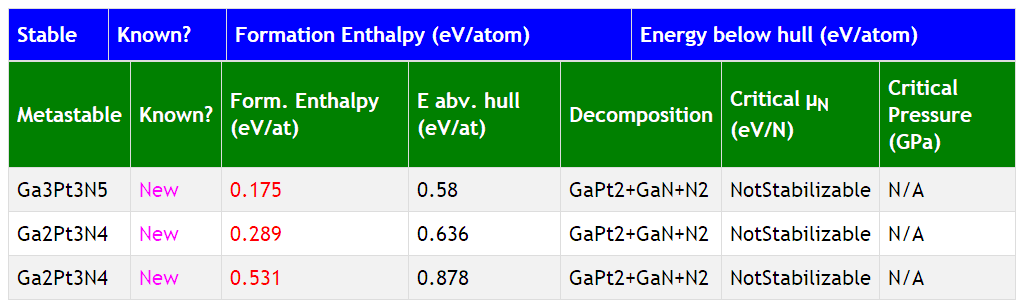 Stable Known? Formation Enthalpy (eV/atom) Energy below hull (eV/atom)
Metastable Known? Form. Enthalpy (eV/at) E abv. hull (eV/at) Decomposition Critical μN (eV/N) Critical Pressure (GPa)
Ga3Pt3N5 New 0.175 0.58 GaPt2+GaN+N2 NotStabilizable N/A
Ga2Pt3N4 New 0.289 0.636 GaPt2+GaN+N2 NotStabilizable N/A
Ga2Pt3N4 New 0.531 0.878 GaPt2+GaN+N2 NotStabilizable N/A